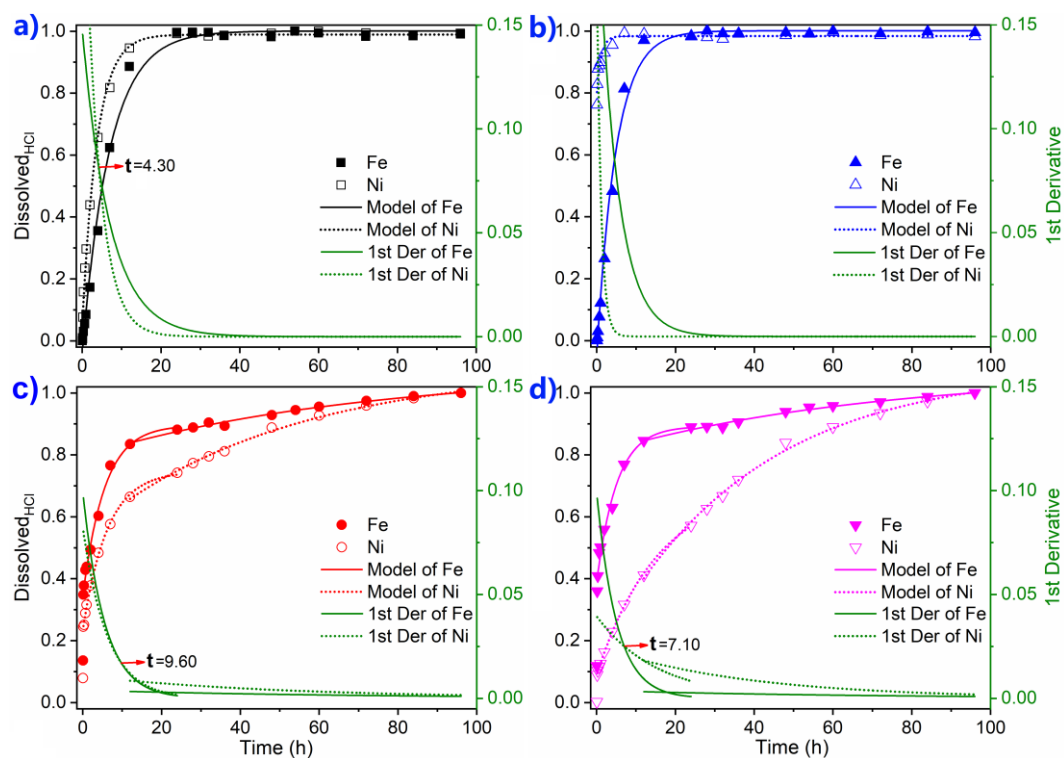 a)
1.0
0.8
0.6
0.4
0.2
0.0
Dissolved_HCl
0 20 40 60 80 100
0.15
0.10
0.05
0.00
t=4.30
Fe
Ni
Model of Fe
Model of Ni
1st Der of Fe
1st Der of Ni
b)
1.0
0.8
0.6
0.4
0.2
0.0
0 20 40 60 80 100
0.15
0.10
0.05
0.00
1st Derivative
Fe
Ni
Model of Fe
Model of Ni
1st Der of Fe
1st Der of Ni
c)
1.0
0.8
0.6
0.4
0.2
0.0
Dissolved_HCl
0 20 40 60 80 100
Time (h)
0.15
0.10
0.05
0.00
t=9.60
Fe
Ni
Model of Fe
Model of Ni
1st Der of Fe
1st Der of Ni
d)
1.0
0.8
0.6
0.4
0.2
0.0
0 20 40 60 80 100
Time (h)
0.15
0.10
0.05
0.00
1st Derivative
t=7.10
Fe
Ni
Model of Fe
Model of Ni
1st Der of Fe
1st Der of Ni